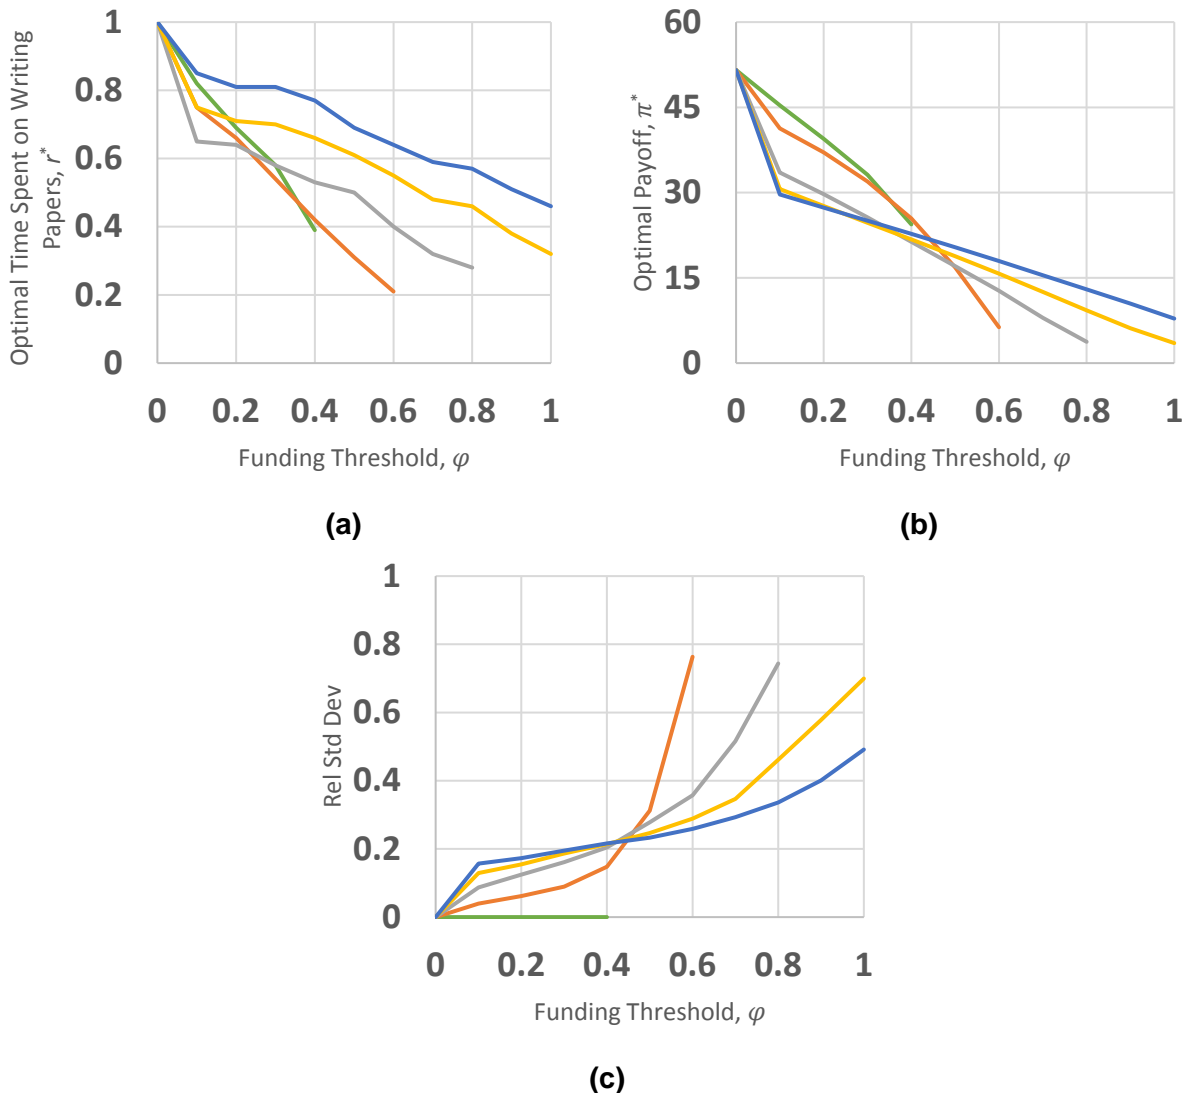 Optimal Time Spent on Writing
Papers, r*
1
0.8
0.6
0.4
0.2
0
0 0.2 0.4 0.6 0.8 1
Funding Threshold, φ
(a)
Optimal Payoff, π*
60
45
30
15
0
0 0.2 0.4 0.6 0.8 1
Funding Threshold, φ
(b)
Rel Std Dev
1
0.8
0.6
0.4
0.2
0
0 0.2 0.4 0.6 0.8 1
Funding Threshold, φ
(c)